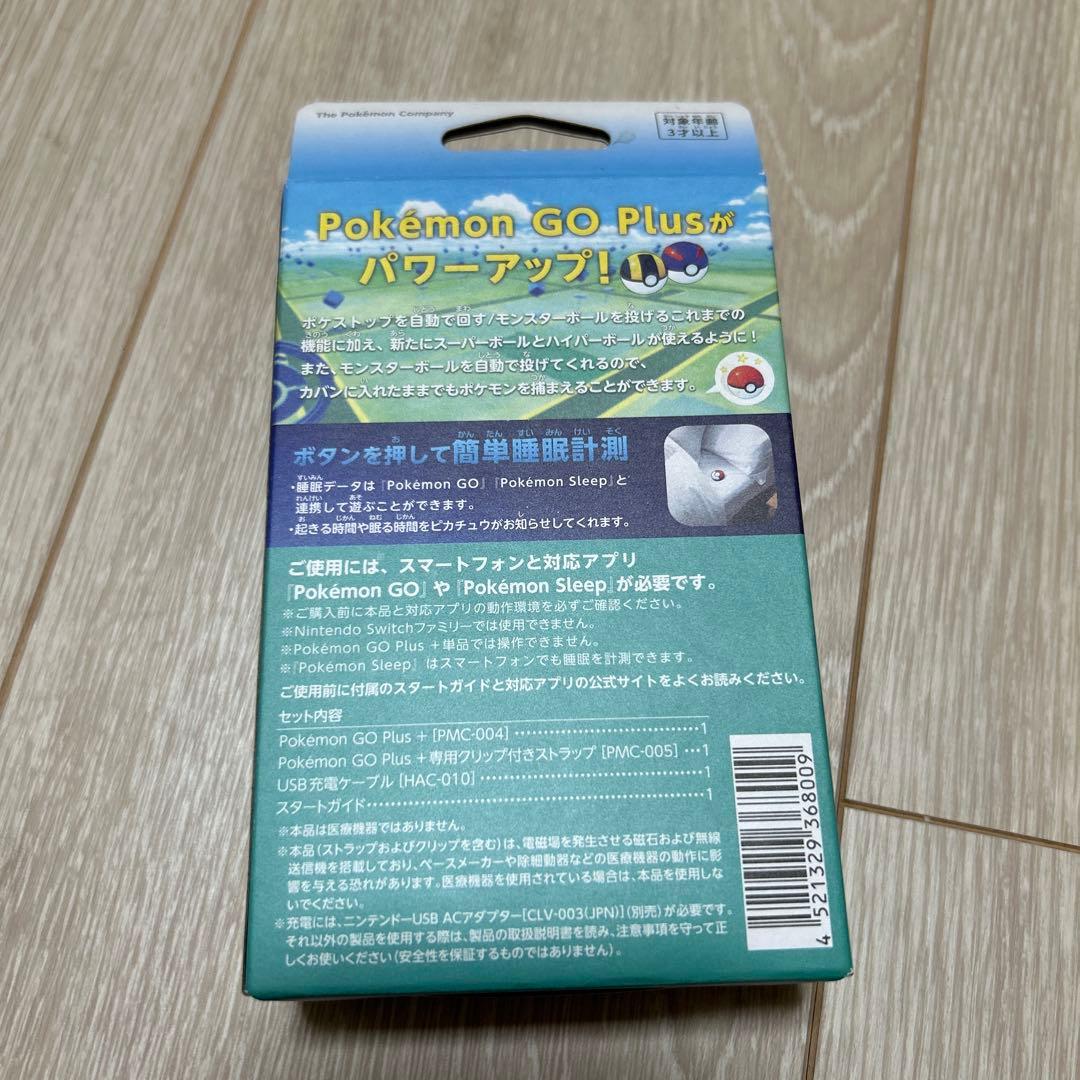 The Pokémon Company
対象年齢
3才以上
Pokémon GO Plusが
パワーアップ!
ポケストップを自動で回す/モンスターボールを投げるこれまでの
機能に加え、新たにスーパーボールとハイパーボールが使えるように!
また、モンスターボールを自動で投げてくれるので、
カバンに入れたままでもポケモンを捕まえることができます。
ボタンを押して簡単睡眠計測
・睡眠データは『Pokémon GO』『Pokémon Sleep』と
連携して遊ぶことができます。
・起きる時間や眠る時間をピカチュウがお知らせしてくれます。
ご使用には、スマートフォンと対応アプリ
『Pokémon GO』や『Pokémon Sleep』が必要です。
※ご購入前に本品と対応アプリの動作環境を必ずご確認ください。
※Nintendo Switchファミリーでは使用できません。
※Pokémon GO Plus +単品では操作できません。
※『Pokémon Sleep』はスマートフォンでも睡眠を計測できます。
ご使用前に付属のスタートガイドと対応アプリの公式サイトをよくお読みください。
セット内容
Pokémon GO Plus + [PMC-004]……………………………1
Pokémon GO Plus +専用クリップ付きストラップ [PMC-005]…1
USB充電ケーブル [HAC-010]……………………………1
スタートガイド……………………………………………1
※本品は医療機器ではありません。
※本品(ストラップおよびクリップを含む)は、電磁場を発生させる磁石および無線
送信機を搭載しており、ペースメーカーや除細動器などの医療機器の動作に影
響を与える恐れがあります。医療機器を使用されている場合は、本品を使用しな
いでください。
※充電には、ニンテンドーUSB ACアダプター[CLV-003(JPN)](別売)が必要です。
それ以外の製品を使用する際は、製品の取扱説明書を読み、注意事項を守って正
しくお使いください(安全性を保証するものではありません)。
4 521329 368009